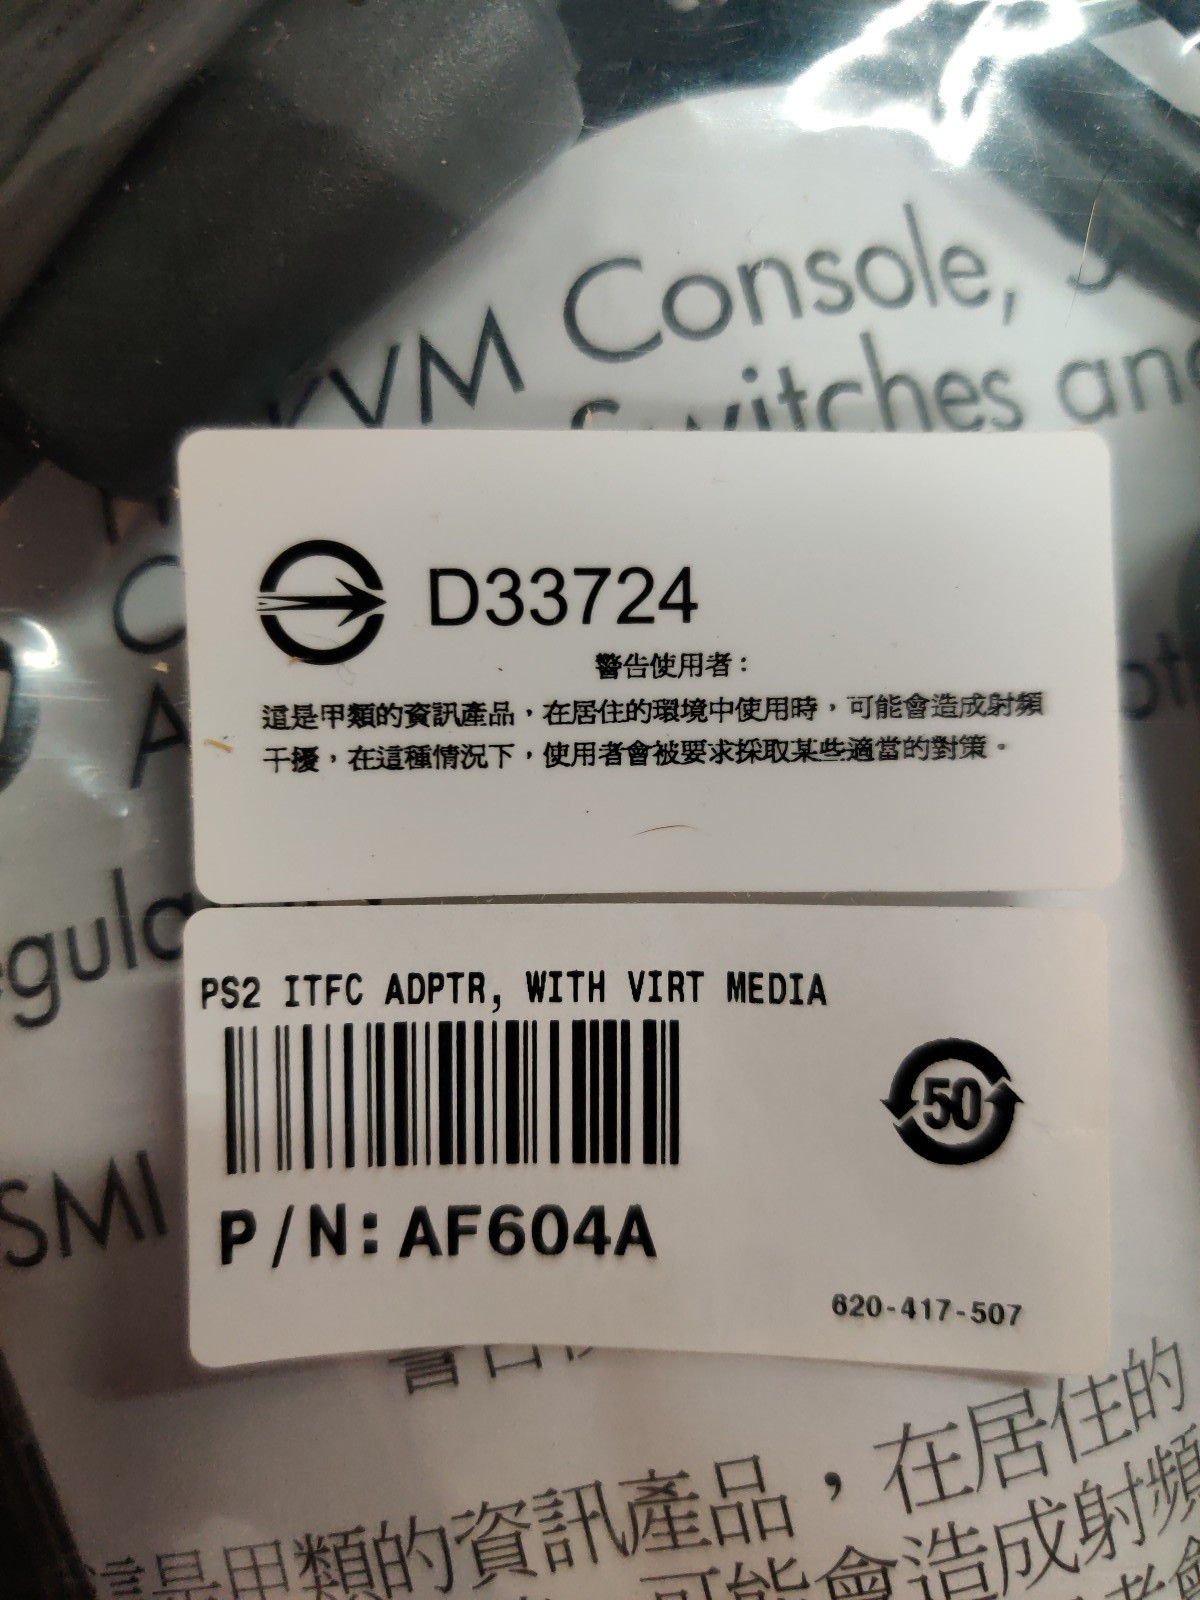 KVM Console,
Switches and
D33724
警告使用者：
這是甲類的資訊產品，在居住的環境中使用時，可能會造成射頻
干擾，在這種情況下，使用者會被要求採取某些適當的對策。
PS2 ITFC ADPTR, WITH VIRT MEDIA
50
P/N: AF604A
SMI
620-417-507
，在居住的
這是甲類的資訊產品
可能會造成射頻